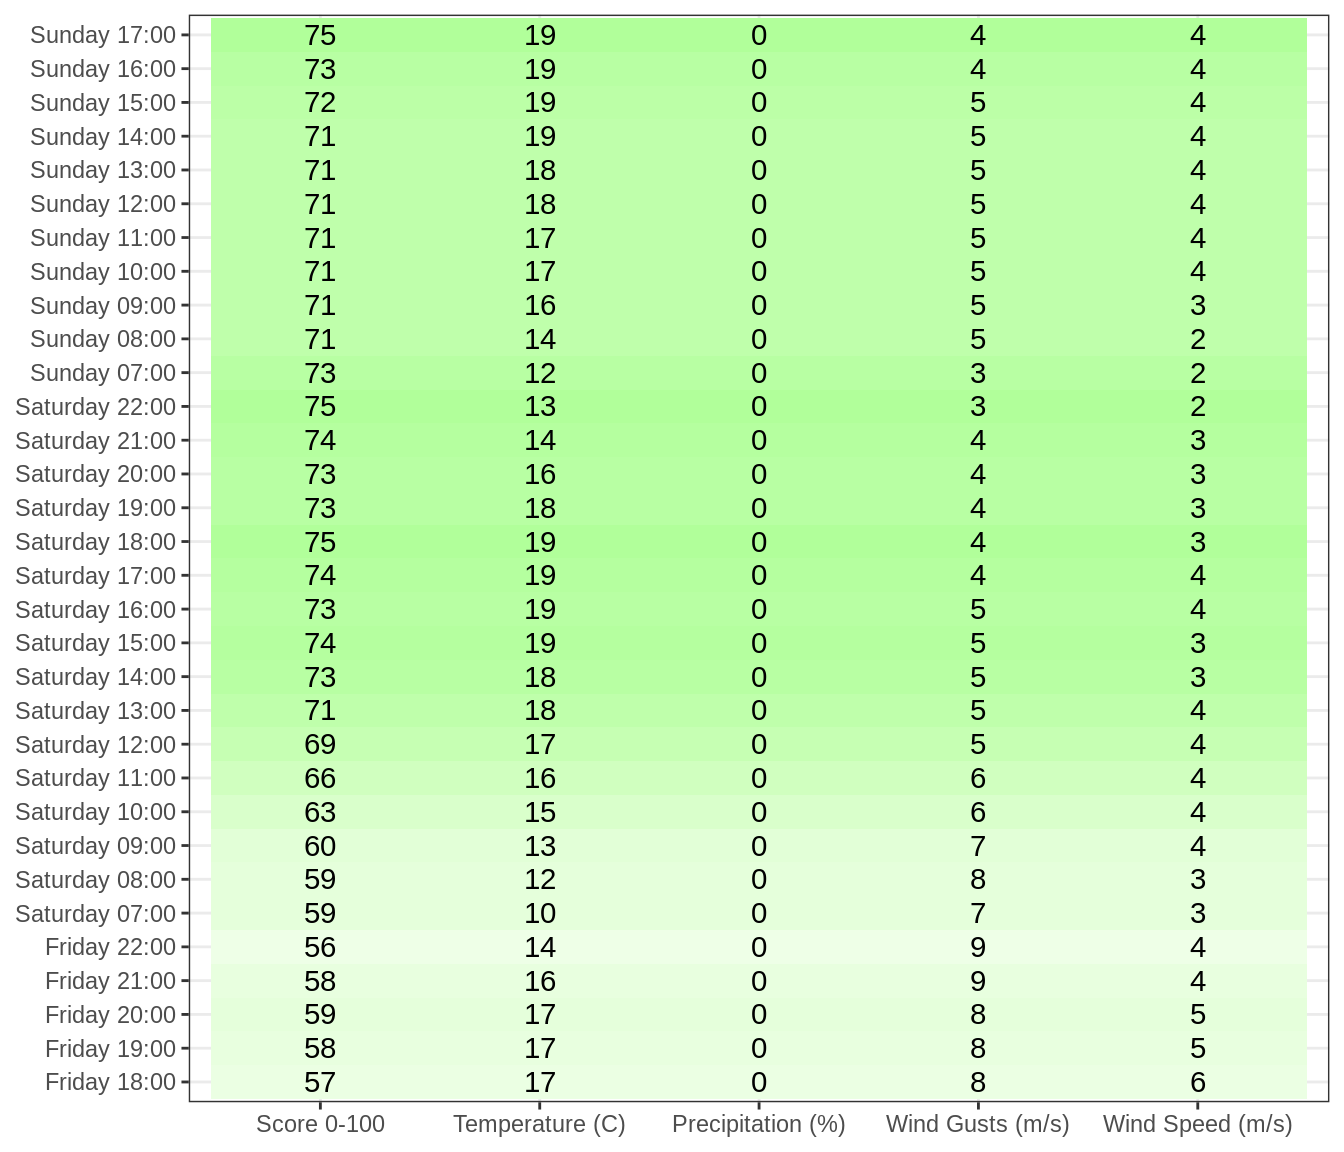 Sunday 17:00 75 19 0 4 4
Sunday 16:00 73 19 0 4 4
Sunday 15:00 72 19 0 5 4
Sunday 14:00 71 19 0 5 4
Sunday 13:00 71 18 0 5 4
Sunday 12:00 71 18 0 5 4
Sunday 11:00 71 17 0 5 4
Sunday 10:00 71 17 0 5 4
Sunday 09:00 71 16 0 5 3
Sunday 08:00 71 14 0 5 2
Sunday 07:00 73 12 0 3 2
Saturday 22:00 75 13 0 3 2
Saturday 21:00 74 14 0 4 3
Saturday 20:00 73 16 0 4 3
Saturday 19:00 73 18 0 4 3
Saturday 18:00 75 19 0 4 3
Saturday 17:00 74 19 0 4 4
Saturday 16:00 73 19 0 5 4
Saturday 15:00 74 19 0 5 3
Saturday 14:00 73 18 0 5 3
Saturday 13:00 71 18 0 5 4
Saturday 12:00 69 17 0 5 4
Saturday 11:00 66 16 0 6 4
Saturday 10:00 63 15 0 6 4
Saturday 09:00 60 13 0 7 4
Saturday 08:00 59 12 0 8 3
Saturday 07:00 59 10 0 7 3
Friday 22:00 56 14 0 9 4
Friday 21:00 58 16 0 9 4
Friday 20:00 59 17 0 8 5
Friday 19:00 58 17 0 8 5
Friday 18:00 57 17 0 8 6
Score 0-100 Temperature (C) Precipitation (%) Wind Gusts (m/s) Wind Speed (m/s)